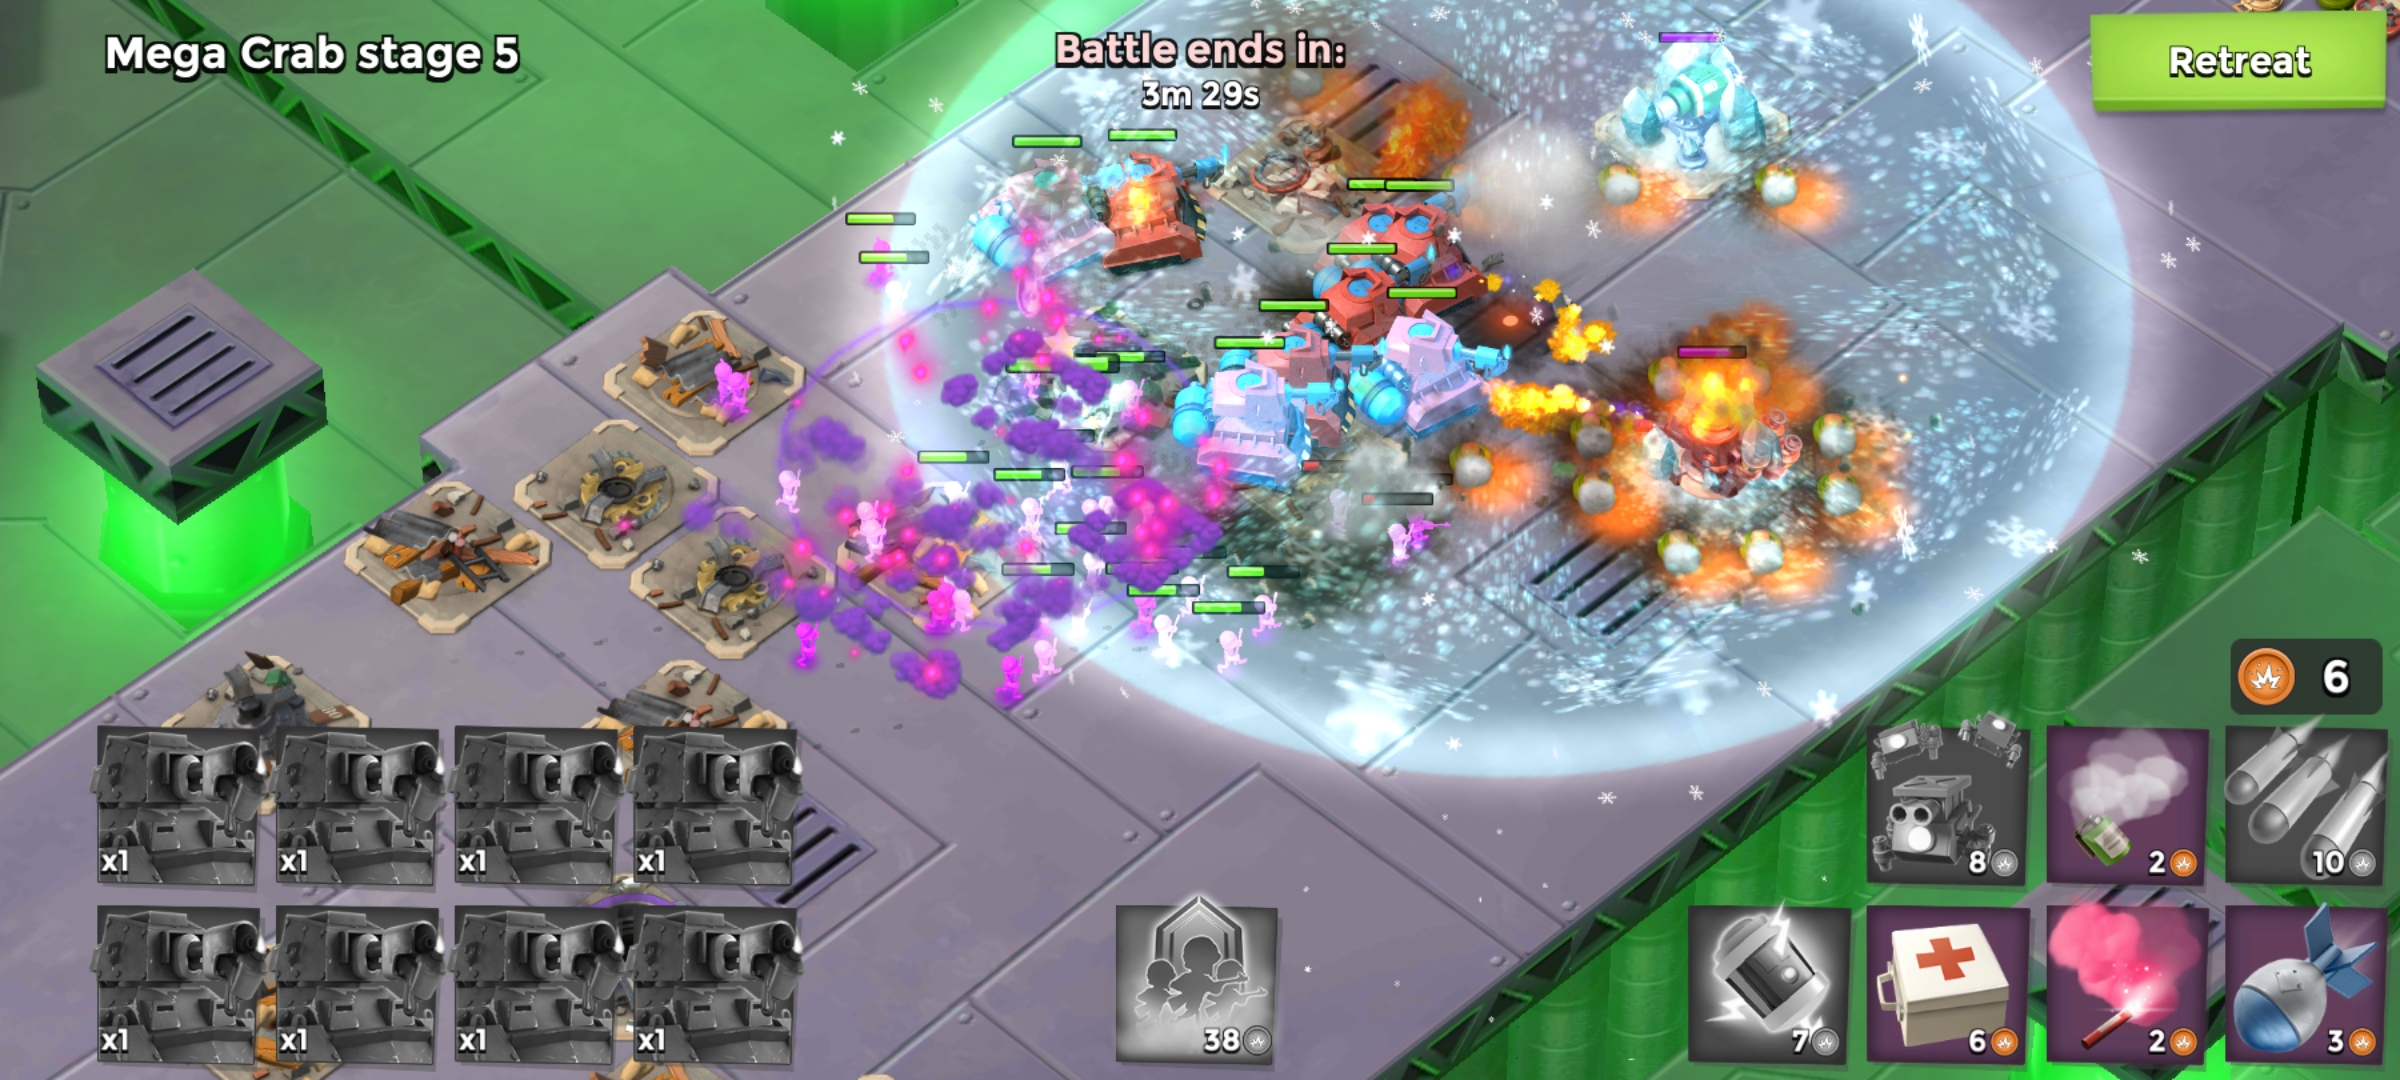 Mega Crab stage 5
Battle ends in:
3m 29s
Retreat
6
x1
x1
x1
x1
8
2
10
x1
x1
x1
x1
38
7
6
2
3